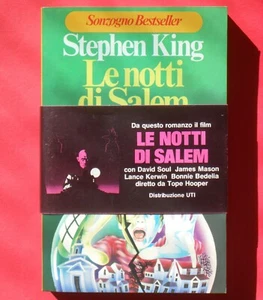 Sonzogno Bestseller
Stephen King
Le notti
di Salem
Da questo romanzo il film
LE NOTTI
DI SALEM
con David Soul James Mason
Lance Kerwin Bonnie Bedelia
diretto da Tope Hooper
Distribuzione UTI